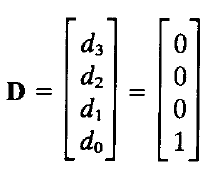 d₃ 0
d₂ 0
D = = 
d₁ 0
d₀ 1